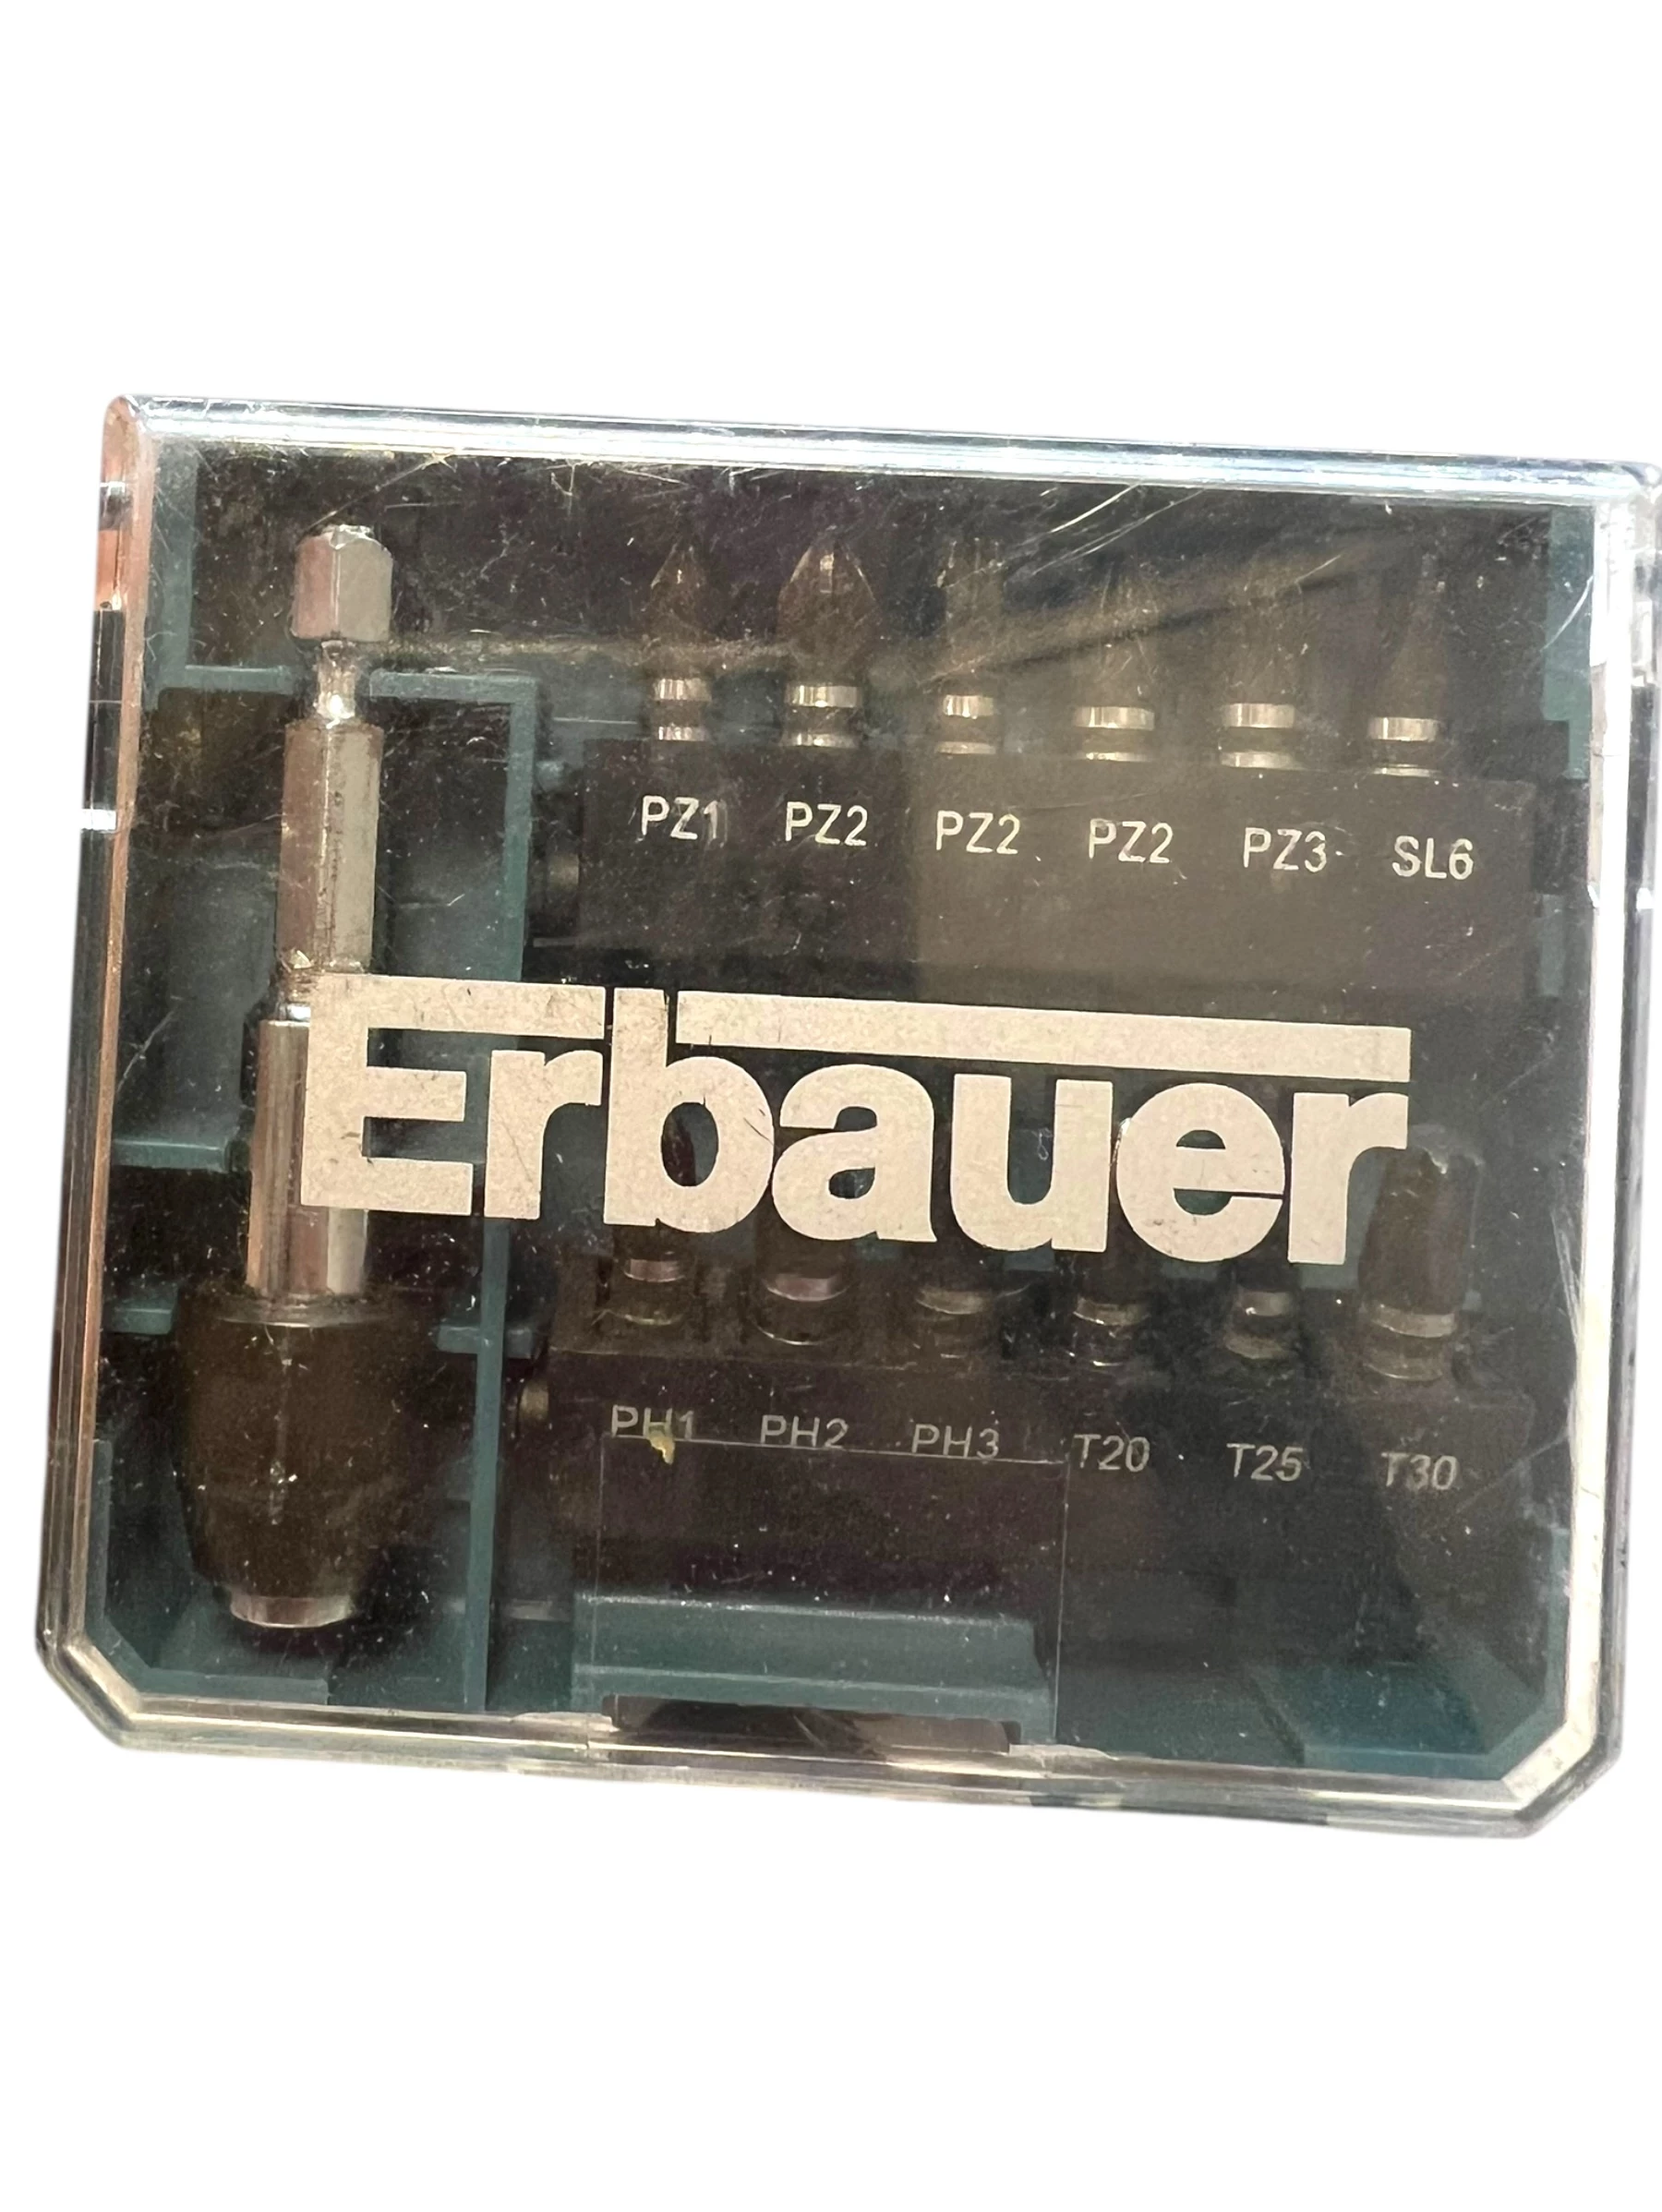 PZ1 PZ2 PZ2 PZ2 PZ3 SL6
Erbauer
PH1 PH2 PH3 T20 T25 T30